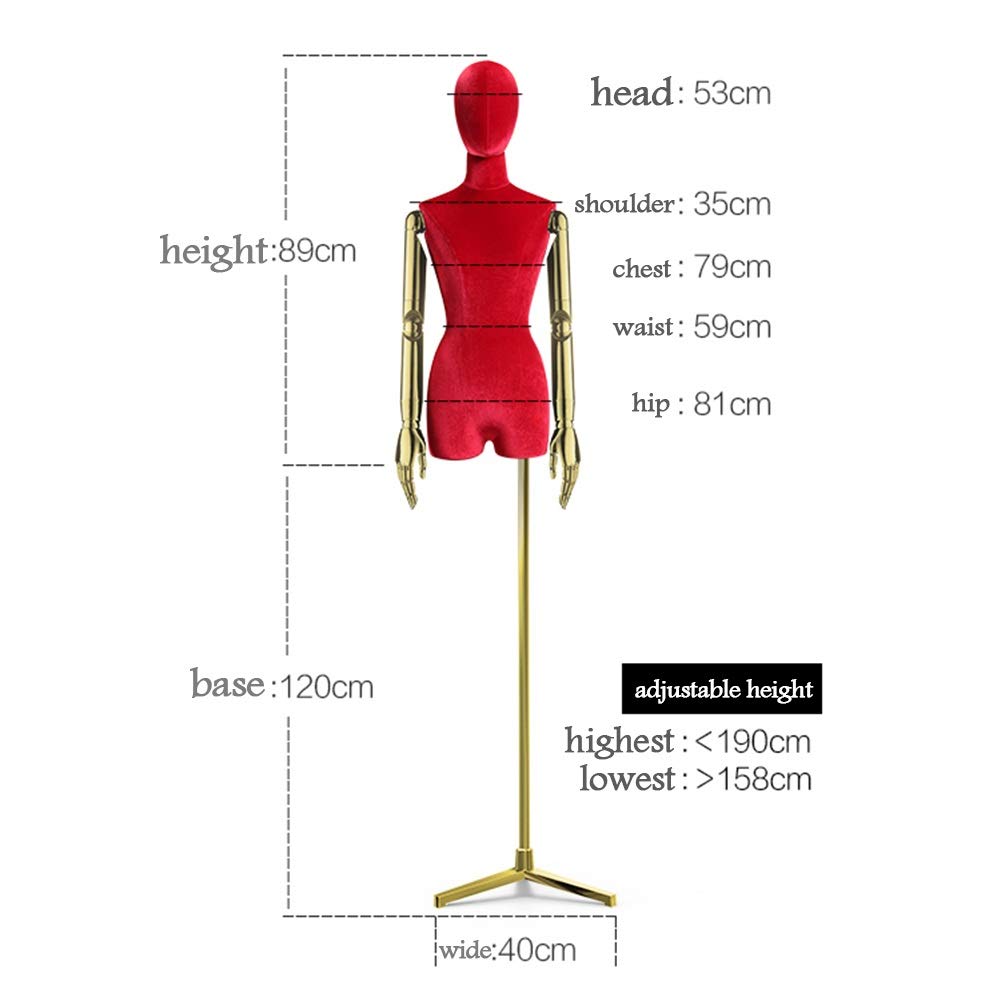 head: 53cm
shoulder: 35cm
height:89cm
chest: 79cm
waist: 59cm
hip: 81cm
base:120cm
adjustable height
highest:<190cm
lowest:>158cm
wide:40cm